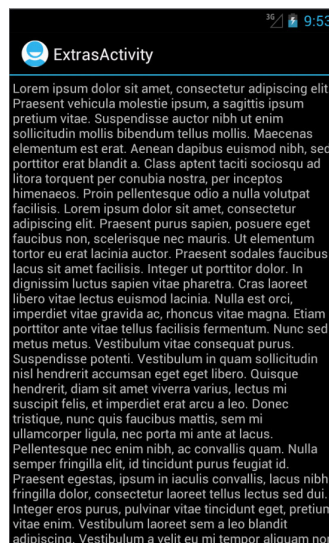 3G 9:53
ExtrasActivity
Lorem ipsum dolor sit amet, consectetur adipiscing elit
Praesent vehicula molestie ipsum, a sagittis ipsum
pretium vitae. Suspendisse auctor nibh ut enim
sollicitudin mollis bibendum tellus mollis. Maecenas
elementum est erat. Aenean dapibus euismod nibh, sed
porttitor erat blandit a. Class aptent taciti sociosqu ad
litora torquent per conubia nostra, per inceptos
himenaeos. Proin pellentesque odio a nulla volutpat
facilisis. Lorem ipsum dolor sit amet, consectetur
adipiscing elit. Praesent purus sapien, posuere eget
faucibus non, scelerisque nec mauris. Ut elementum
tortor eu erat lacinia auctor. Praesent sodales faucibus
lacus sit amet facilisis. Integer ut porttitor dolor. In
dignissim luctus sapien vitae pharetra. Cras laoreet
libero vitae lectus euismod lacinia. Nulla est orci,
imperdiet vitae gravida ac, rhoncus vitae magna. Etiam
porttitor ante vitae tellus facilisis fermentum. Nunc sed
metus metus. Vestibulum vitae consequat purus.
Suspendisse potenti. Vestibulum in quam sollicitudin
nisl hendrerit accumsan eget eget libero. Quisque
hendrerit, diam sit amet viverra varius, lectus mi
suscipit felis, et imperdiet erat arcu a leo. Donec
tristique, nunc quis faucibus mattis, sem mi
ullamcorper ligula, nec porta mi ante at lacus.
Pellentesque nec enim nibh, ac convallis quam. Nulla
semper fringilla elit, id tincidunt purus feugiat id.
Praesent egestas, ipsum in iaculis convallis, lacus nibh
fringilla dolor, consectetur laoreet tellus lectus sed dui.
Integer eros purus, pulvinar vitae tincidunt eget, pretium
vitae enim. Vestibulum laoreet sem a leo blandit
adipiscing. Vestibulum a velit eu mi tempor aliquam non